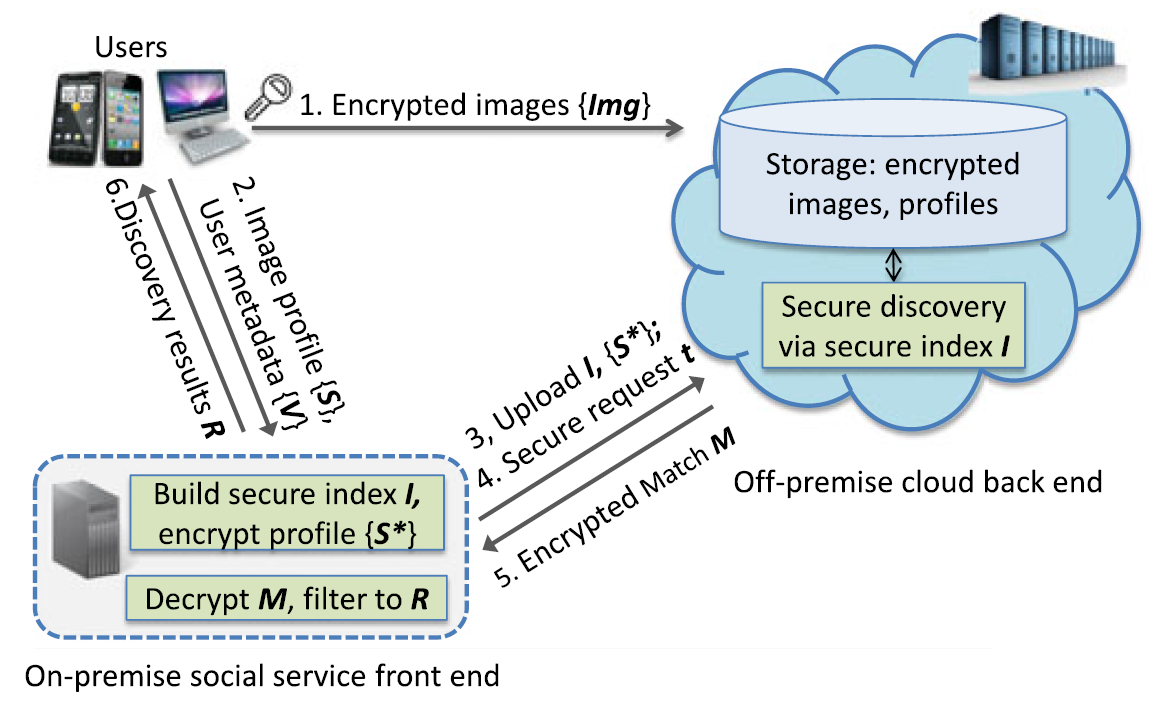 Users
1. Encrypted images {Img}
Storage: encrypted
images, profiles
Secure discovery
via secure index I
2. Image profile {S},
User metadata {V}
6.Discovery results R
3, Upload I, {S*};
4. Secure request t
5. Encrypted Match M
Off-premise cloud back end
Build secure index I,
encrypt profile {S*}
Decrypt M, filter to R
On-premise social service front end